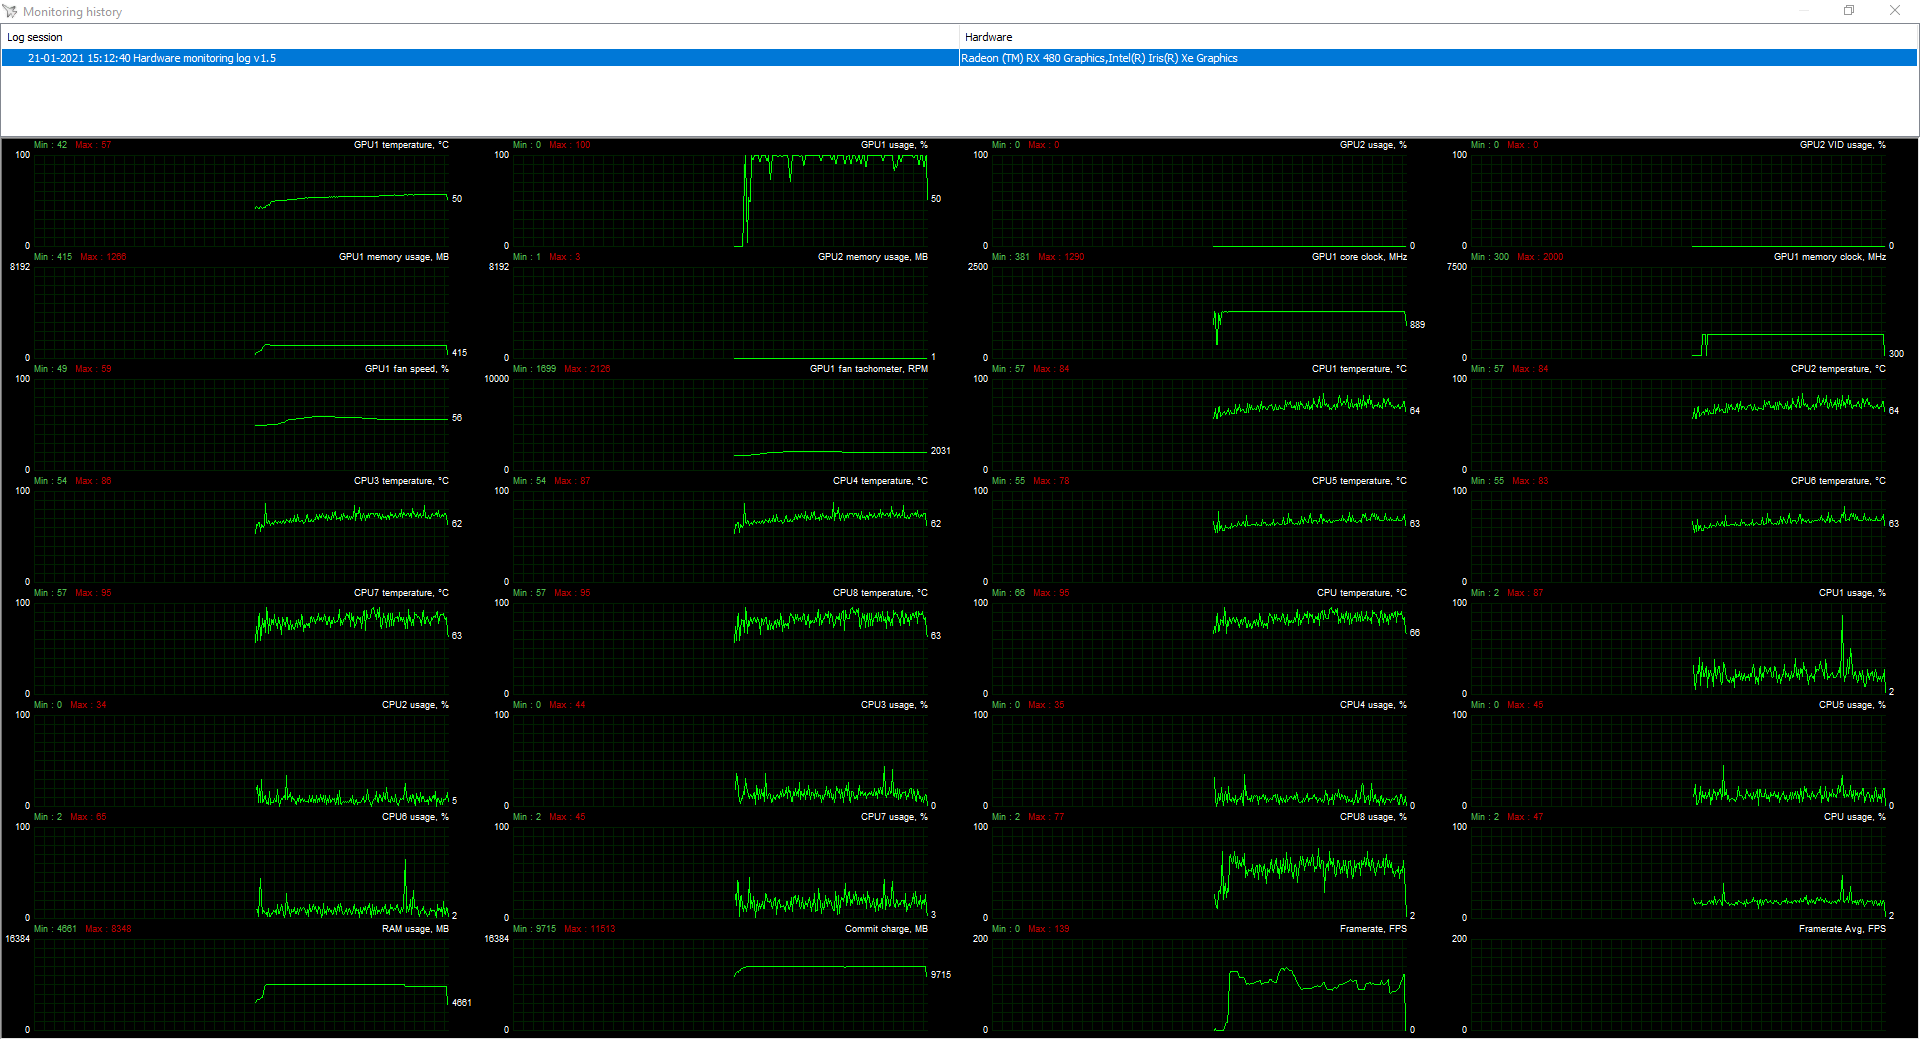 Monitoring history
Log session Hardware
21-01-2021 15:12:40 Hardware monitoring log v1.5 Radeon (TM) RX 480 Graphics,Intel(R) Iris(R) Xe Graphics
Min : 42 Max : 57 GPU1 temperature, °C Min : 0 Max : 100 GPU1 usage, % Min : 0 Max : 0 GPU2 usage, % Min : 0 Max : 0 GPU2 VID usage, %
100 100 100 100
50 50
0 0 0 0 0 0
Min : 415 Max : 1266 GPU1 memory usage, MB Min : 1 Max : 3 GPU2 memory usage, MB Min : 381 Max : 1290 GPU1 core clock, MHz Min : 300 Max : 2000 GPU1 memory clock, MHz
8192 8192 2500 7500
889
415 300
0 0 1 0 0
Min : 49 Max : 59 GPU1 fan speed, % Min : 1699 Max : 2126 GPU1 fan tachometer, RPM Min : 57 Max : 84 CPU1 temperature, °C Min : 57 Max : 84 CPU2 temperature, °C
100 10000 100 100
56 64 64
2031
0 0 0 0
Min : 54 Max : 86 CPU3 temperature, °C Min : 54 Max : 87 CPU4 temperature, °C Min : 55 Max : 78 CPU5 temperature, °C Min : 55 Max : 83 CPU6 temperature, °C
100 100 100 100
62 62 63 63
0 0 0 0
Min : 57 Max : 95 CPU7 temperature, °C Min : 57 Max : 95 CPU8 temperature, °C Min : 66 Max : 95 CPU temperature, °C Min : 2 Max : 87 CPU1 usage, %
100 100 100 100
63 63 66
0 0 0 0 2
Min : 0 Max : 34 CPU2 usage, % Min : 0 Max : 44 CPU3 usage, % Min : 0 Max : 35 CPU4 usage, % Min : 0 Max : 45 CPU5 usage, %
100 100 100 100
0 5 0 0 0 0 0 0
Min : 2 Max : 66 CPU6 usage, % Min : 2 Max : 45 CPU7 usage, % Min : 2 Max : 77 CPU8 usage, % Min : 2 Max : 47 CPU usage, %
100 100 100 100
0 2 0 3 0 2 0 2
Min : 4661 Max : 8348 RAM usage, MB Min : 9715 Max : 11518 Commit charge, MB Min : 0 Max : 139 Framerate, FPS Framerate Avg, FPS
16384 16384 200 200
9715
4661
0 0 0 0 0